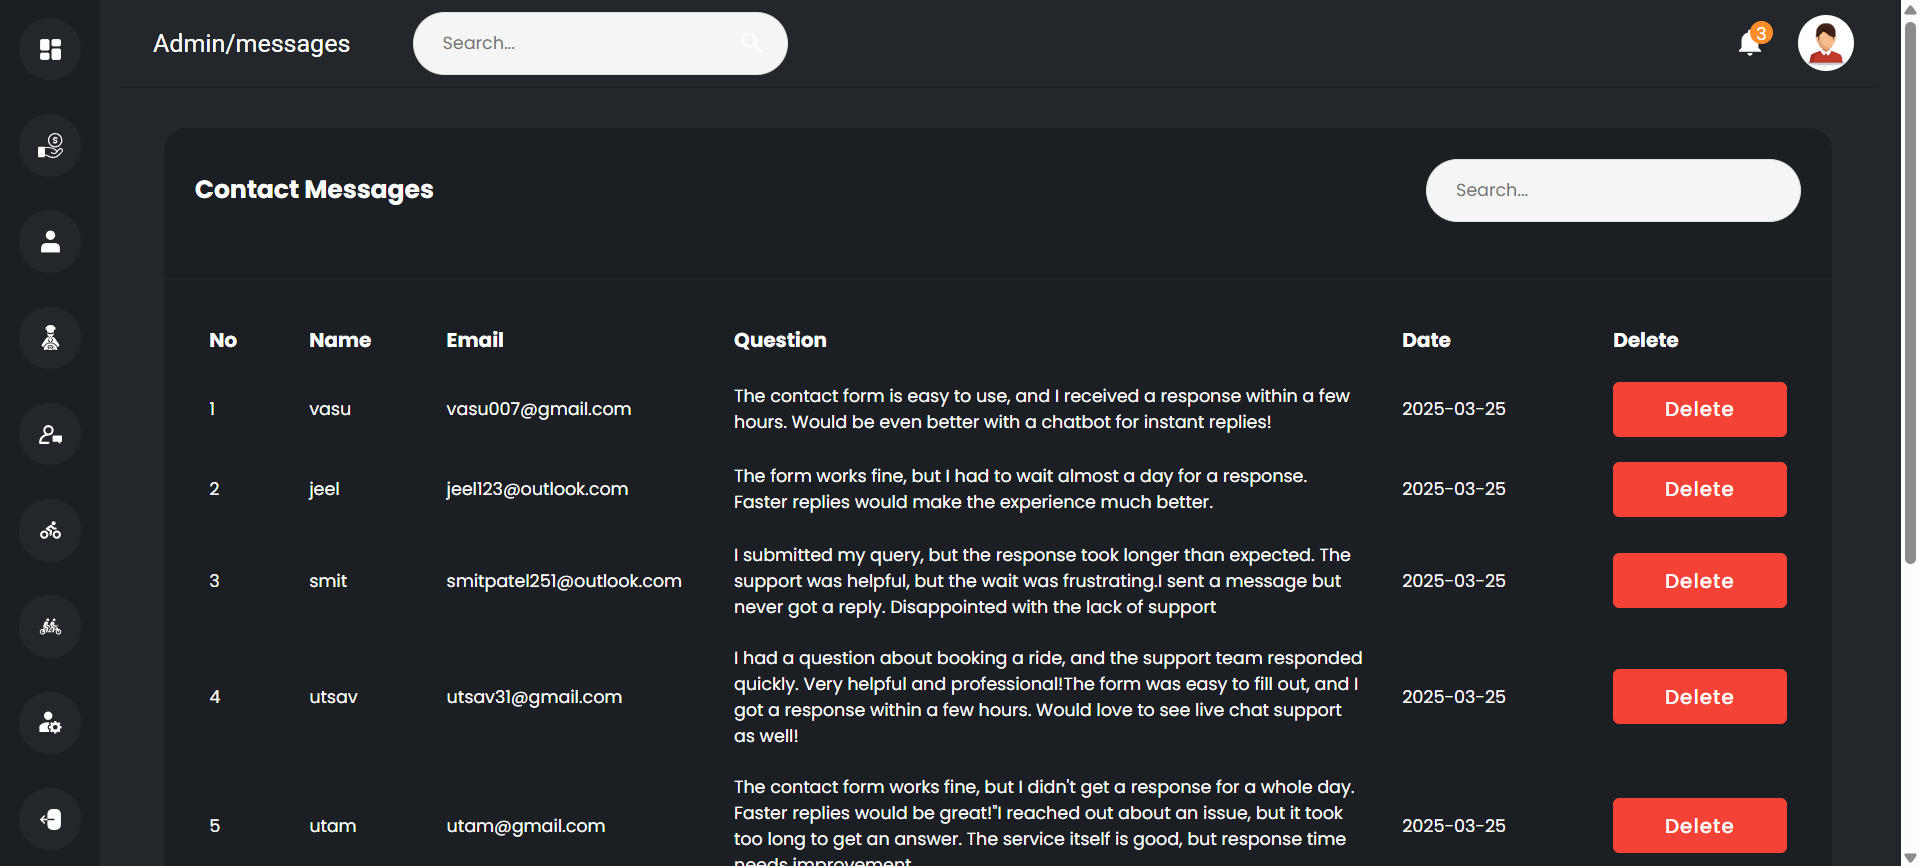 Admin/messages
Search...
3
Contact Messages
Search...
No Name Email Question Date Delete
1 vasu vasu007@gmail.com The contact form is easy to use, and I received a response within a few
hours. Would be even better with a chatbot for instant replies! 2025-03-25 Delete
2 jeel jeel123@outlook.com The form works fine, but I had to wait almost a day for a response.
Faster replies would make the experience much better. 2025-03-25 Delete
3 smit smitpatel251@outlook.com I submitted my query, but the response took longer than expected. The
support was helpful, but the wait was frustrating.I sent a message but
never got a reply. Disappointed with the lack of support 2025-03-25 Delete
4 utsav utsav31@gmail.com I had a question about booking a ride, and the support team responded
quickly. Very helpful and professional!The form was easy to fill out, and I
got a response within a few hours. Would love to see live chat support
as well! 2025-03-25 Delete
5 utam utam@gmail.com The contact form works fine, but I didn't get a response for a whole day.
Faster replies would be great!"I reached out about an issue, but it took
too long to get an answer. The service itself is good, but response time
needs improvement 2025-03-25 Delete